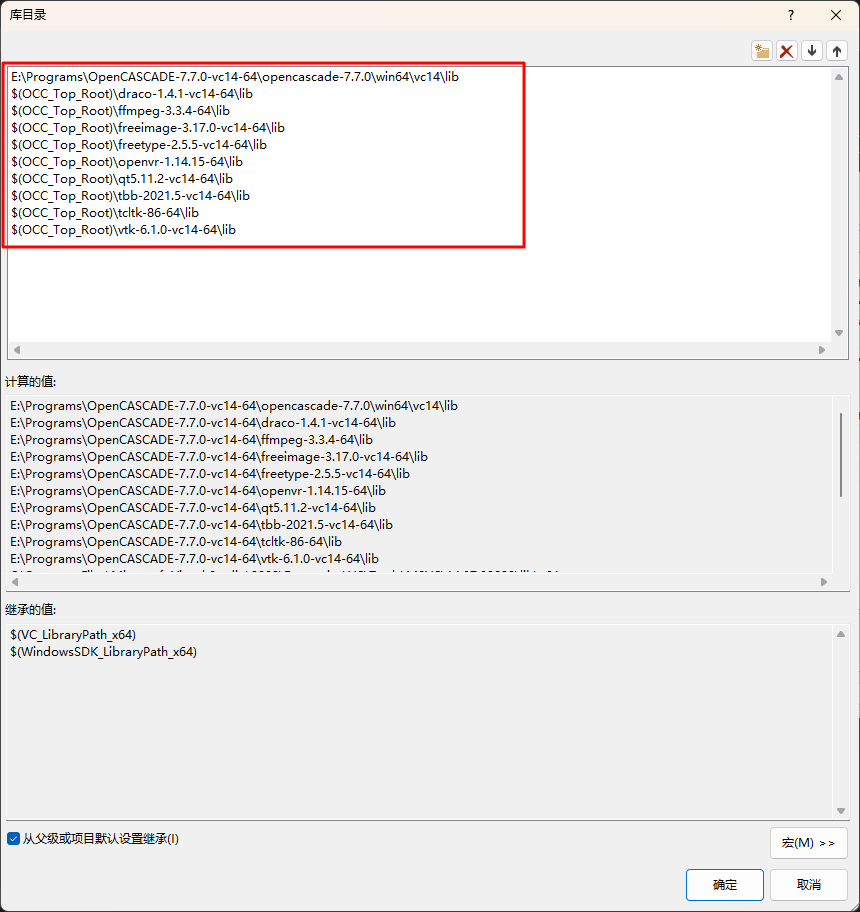 库目录
?
E:\Programs\OpenCASCADE-7.7.0-vc14-64\opencascade-7.7.0\win64\vc14\lib
$(OCC_Top_Root)\draco-1.4.1-vc14-64\lib
$(OCC_Top_Root)\ffmpeg-3.3.4-64\lib
$(OCC_Top_Root)\freeimage-3.17.0-vc14-64\lib
$(OCC_Top_Root)\freetype-2.5.5-vc14-64\lib
$(OCC_Top_Root)\openvr-1.14.15-64\lib
$(OCC_Top_Root)\qt5.11.2-vc14-64\lib
$(OCC_Top_Root)\tbb-2021.5-vc14-64\lib
$(OCC_Top_Root)\tcltk-86-64\lib
$(OCC_Top_Root)\vtk-6.1.0-vc14-64\lib
计算的值:
E:\Programs\OpenCASCADE-7.7.0-vc14-64\opencascade-7.7.0\win64\vc14\lib
E:\Programs\OpenCASCADE-7.7.0-vc14-64\draco-1.4.1-vc14-64\lib
E:\Programs\OpenCASCADE-7.7.0-vc14-64\ffmpeg-3.3.4-64\lib
E:\Programs\OpenCASCADE-7.7.0-vc14-64\freeimage-3.17.0-vc14-64\lib
E:\Programs\OpenCASCADE-7.7.0-vc14-64\freetype-2.5.5-vc14-64\lib
E:\Programs\OpenCASCADE-7.7.0-vc14-64\openvr-1.14.15-64\lib
E:\Programs\OpenCASCADE-7.7.0-vc14-64\qt5.11.2-vc14-64\lib
E:\Programs\OpenCASCADE-7.7.0-vc14-64\tbb-2021.5-vc14-64\lib
E:\Programs\OpenCASCADE-7.7.0-vc14-64\tcltk-86-64\lib
E:\Programs\OpenCASCADE-7.7.0-vc14-64\vtk-6.1.0-vc14-64\lib
继承的值:
$(VC_LibraryPath_x64)
$(WindowsSDK_LibraryPath_x64)
从父级或项目默认设置继承(I)
宏(M) >>
确定
取消